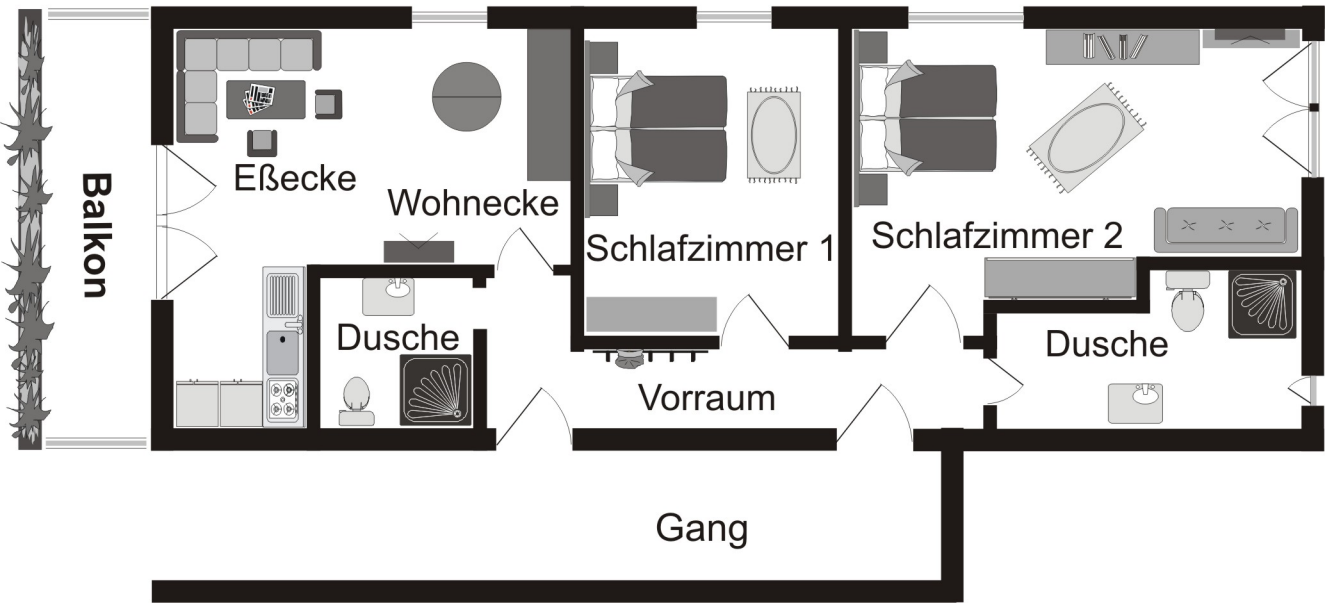 Balkon
Eßecke
Wohnecke
Schlafzimmer 1
Schlafzimmer 2
Dusche
Dusche
Vorraum
Gang